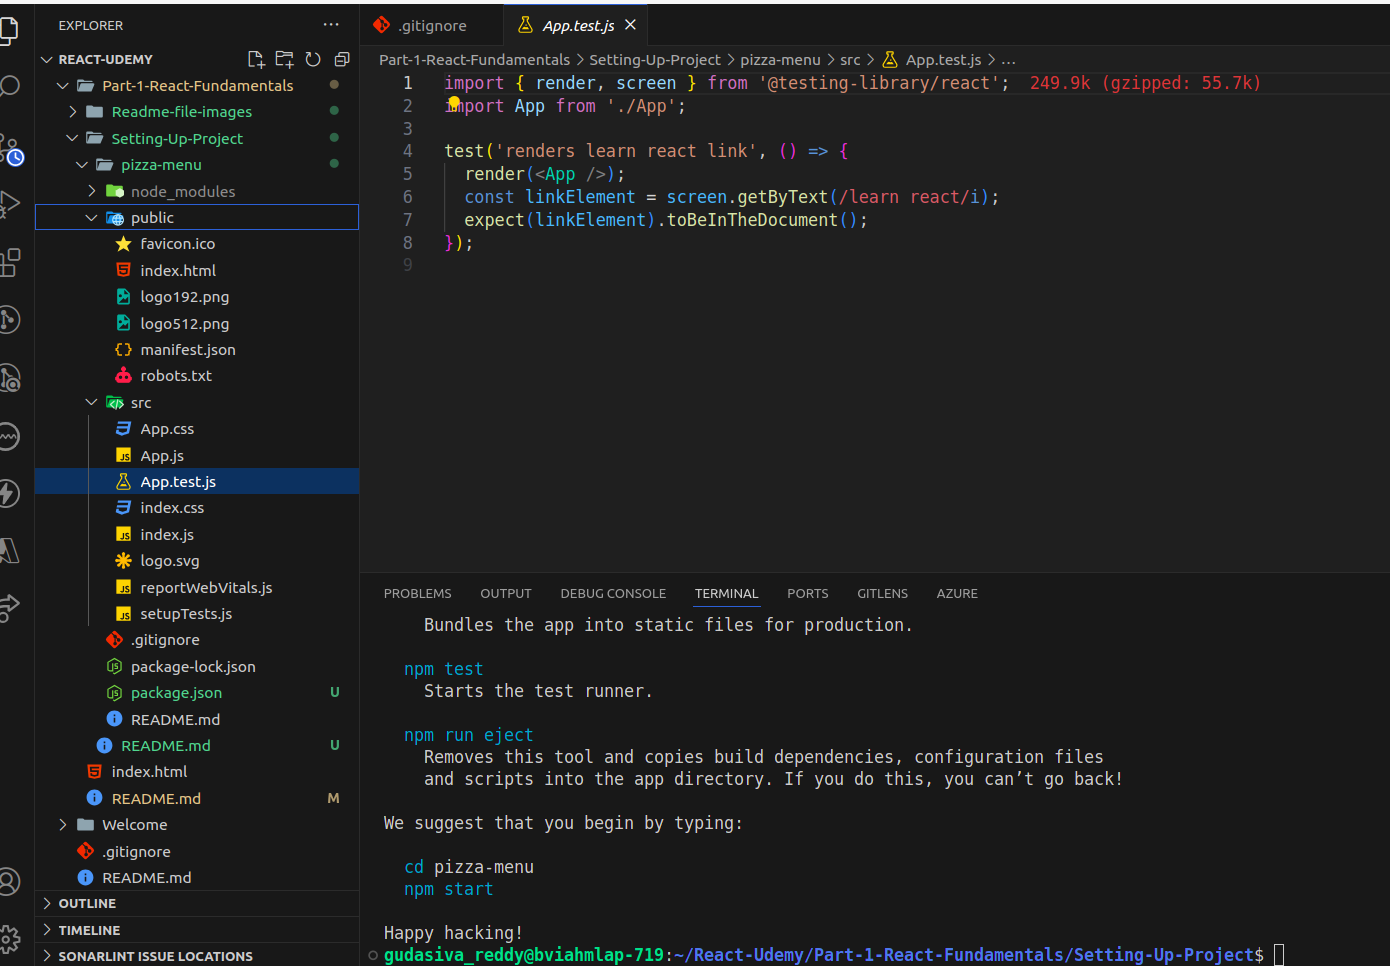 EXPLORER
REACT-UDEMY
Part-1-React-Fundamentals
Readme-file-images
Setting-Up-Project
pizza-menu
node_modules
public
favicon.ico
index.html
logo192.png
logo512.png
manifest.json
robots.txt
src
App.css
App.js
App.test.js
index.css
index.js
logo.svg
reportWebVitals.js
setupTests.js
.gitignore
package-lock.json
package.json U
README.md
README.md U
index.html
README.md M
Welcome
.gitignore
README.md
OUTLINE
TIMELINE
SONARLINT ISSUE LOCATIONS
.gitignore
App.test.js
Part-1-React-Fundamentals > Setting-Up-Project > pizza-menu > src > App.test.js > ...
1 import { render, screen } from '@testing-library/react'; 249.9k (gzipped: 55.7k)
2 import App from './App';
3
4 test('renders learn react link', () => {
5 render(<App />);
6 const linkElement = screen.getByText(/learn react/i);
7 expect(linkElement).toBeInTheDocument();
8 });
9
PROBLEMS OUTPUT DEBUG CONSOLE TERMINAL PORTS GITLENS AZURE
Bundles the app into static files for production.
npm test
Starts the test runner.
npm run eject
Removes this tool and copies build dependencies, configuration files
and scripts into the app directory. If you do this, you can’t go back!
We suggest that you begin by typing:
cd pizza-menu
npm start
Happy hacking!
gudasiva_reddy@bviahmlap-719:~/React-Udemy/Part-1-React-Fundamentals/Setting-Up-Project$